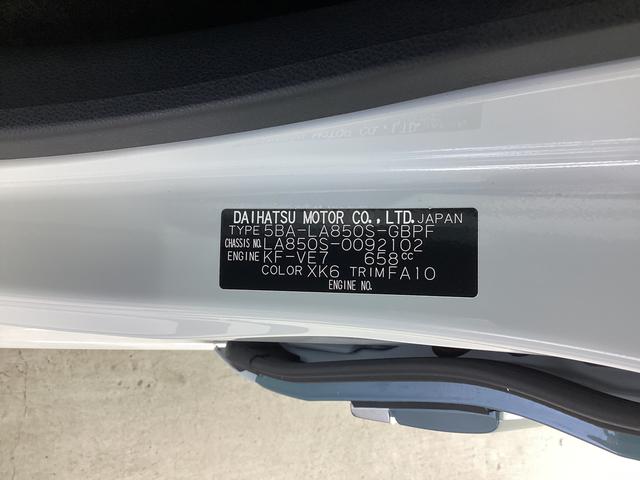 DAIHATSU MOTOR CO.,LTD. JAPAN
TYPE 5BA-LA850S-GBPF
CHASSIS NO. LA850S-0092102
ENGINE KF-VE7 658cc
COLOR XK6 TRIM FA10
ENGINE NO.